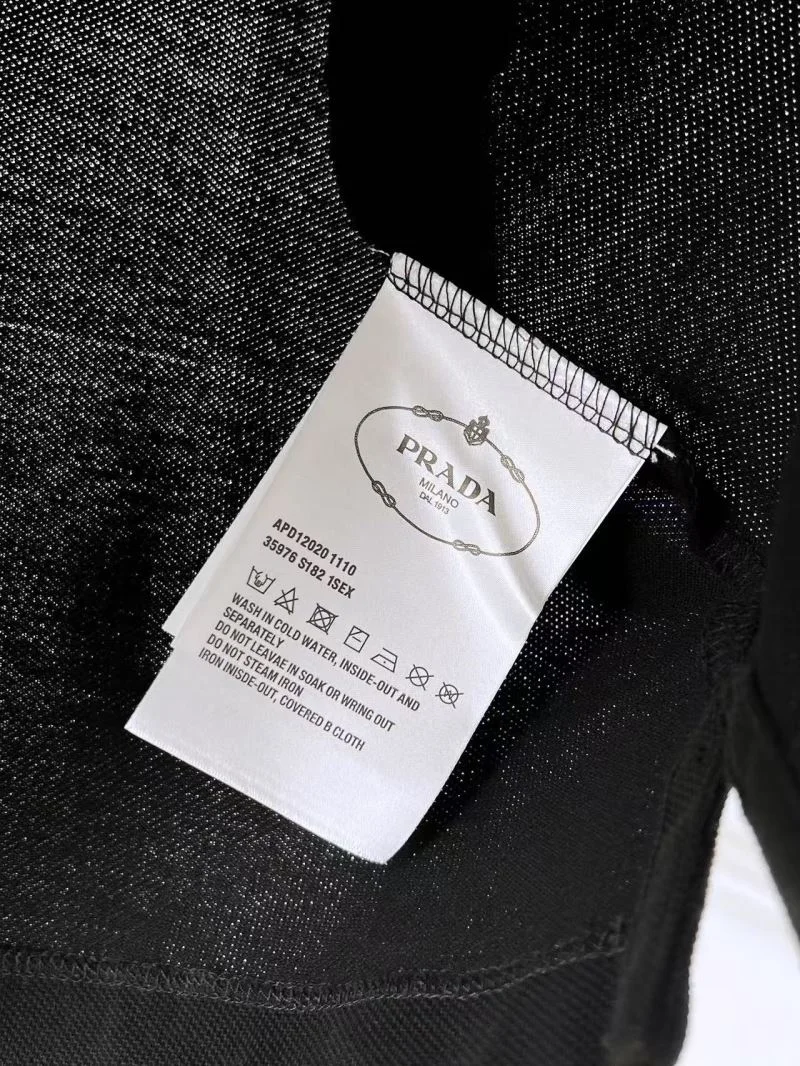 PRADA
MILANO
DAL 1913
APD12020 1110
35976 S182 1SEX
WASH IN COLD WATER, INSIDE-OUT AND
SEPARATELY
DO NOT LEAVAE IN SOAK OR WRING OUT
DO NOT STEAM IRON
IRON INISDE-OUT, COVERED B CLOTH